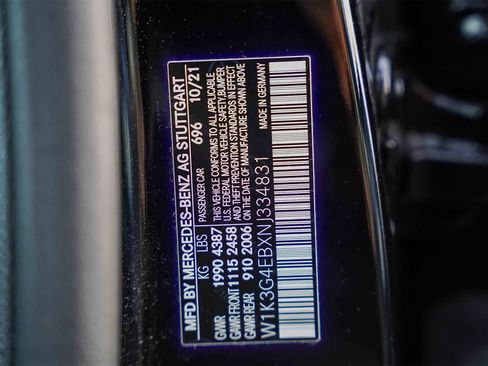 MFD BY MERCEDES-BENZ AG STUTTGART
PASSENGER CAR 696 10/21
KG LBS
GVWR 1990 4387
GAWR FRONT 1115 2458
GAWR REAR 910 2006
THIS VEHICLE CONFORMS TO ALL APPLICABLE
U.S. FEDERAL MOTOR VEHICLE SAFETY BUMPER
AND THEFT PREVENTION STANDARDS IN EFFECT
ON THE DATE OF MANUFACTURE SHOWN ABOVE
W1K3G4EBXNJ334831
MADE IN GERMANY